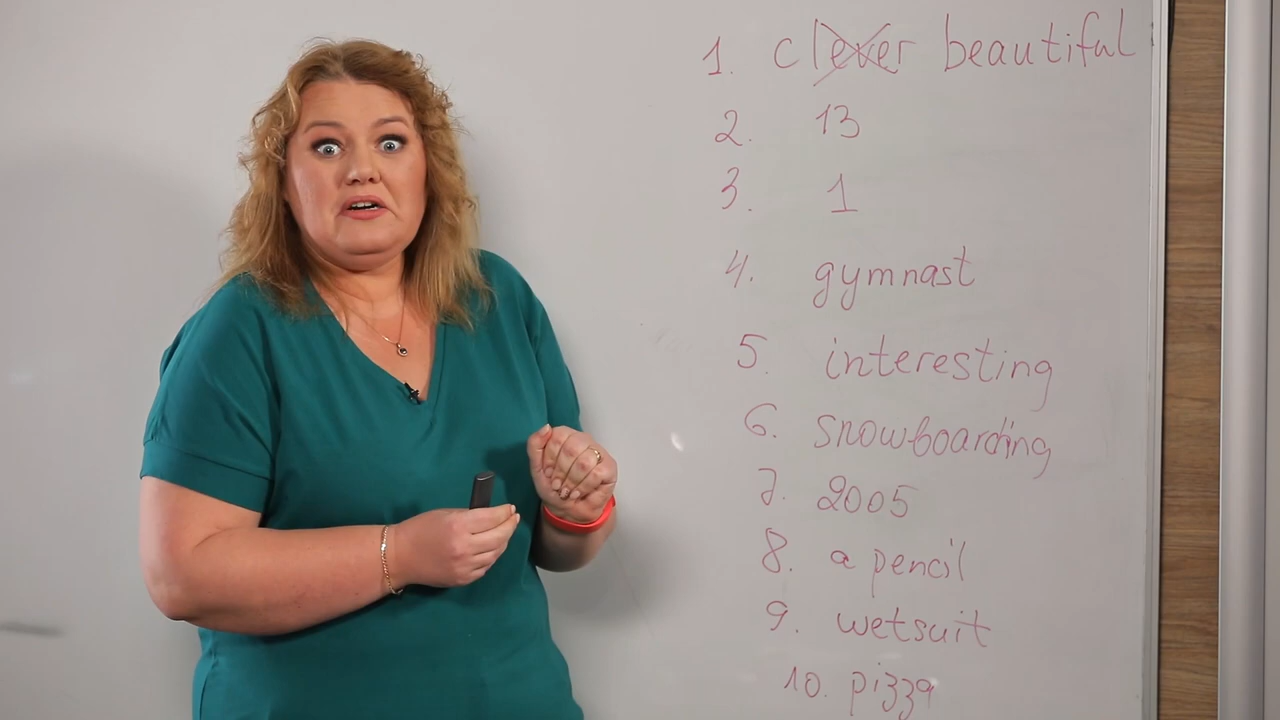 1. clever beautiful
2. 13
3. 1
4. gymnast
5. interesting
6. snowboarding
7. 2005
8. a pencil
9. wetsuit
10. pizza